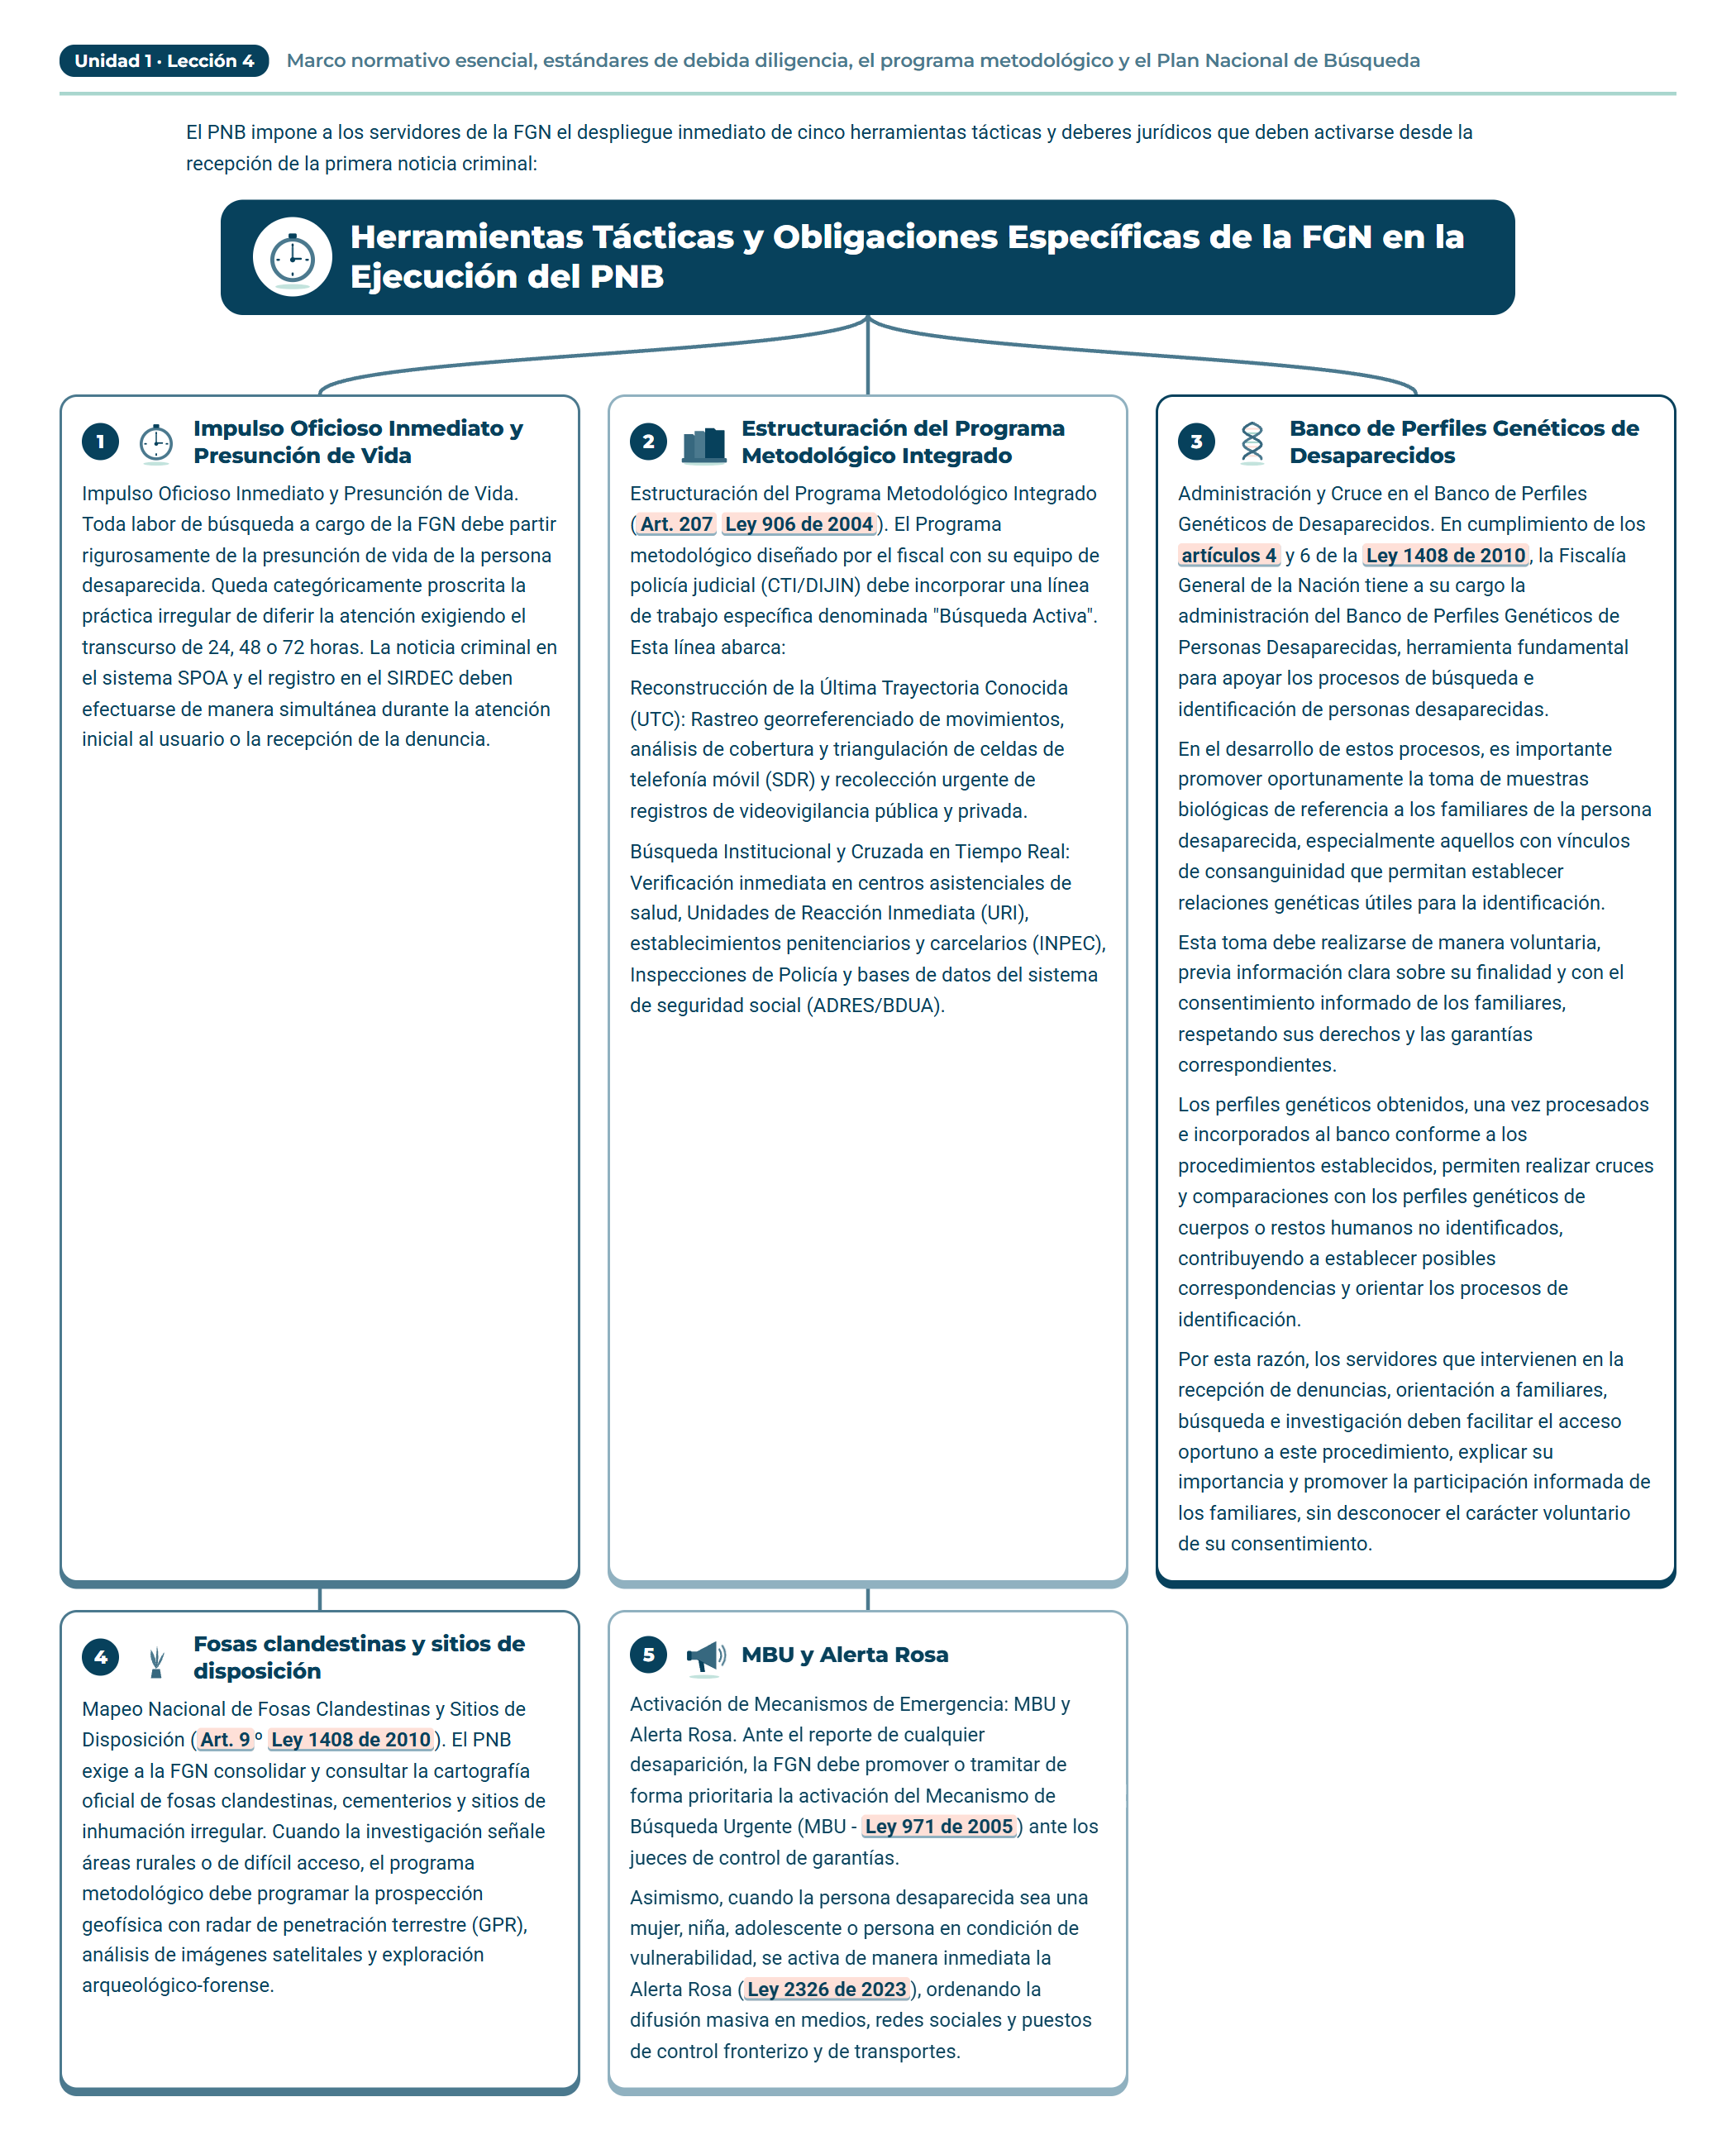 Unidad 1 · Lección 4
Marco normativo esencial, estándares de debida diligencia, el programa metodológico y el Plan Nacional de Búsqueda
El PNB impone a los servidores de la FGN el despliegue inmediato de cinco herramientas tácticas y deberes jurídicos que deben activarse desde la
recepción de la primera noticia criminal:
Herramientas Tácticas y Obligaciones Específicas de la FGN en la
Ejecución del PNB
1
Impulso Oficioso Inmediato y
Presunción de Vida
Impulso Oficioso Inmediato y Presunción de Vida.
Toda labor de búsqueda a cargo de la FGN debe partir
rigurosamente de la presunción de vida de la persona
desaparecida. Queda categóricamente proscrita la
práctica irregular de diferir la atención exigiendo el
transcurso de 24, 48 o 72 horas. La noticia criminal en
el sistema SPOA y el registro en el SIRDEC deben
efectuarse de manera simultánea durante la atención
inicial al usuario o la recepción de la denuncia.
2
Estructuración del Programa
Metodológico Integrado
Estructuración del Programa Metodológico Integrado
(Art. 207 Ley 906 de 2004). El Programa
metodológico diseñado por el fiscal con su equipo de
policía judicial (CTI/DIJIN) debe incorporar una línea
de trabajo específica denominada "Búsqueda Activa".
Esta línea abarca:
Reconstrucción de la Última Trayectoria Conocida
(UTC): Rastreo georreferenciado de movimientos,
análisis de cobertura y triangulación de celdas de
telefonía móvil (SDR) y recolección urgente de
registros de videovigilancia pública y privada.
Búsqueda Institucional y Cruzada en Tiempo Real:
Verificación inmediata en centros asistenciales de
salud, Unidades de Reacción Inmediata (URI),
establecimientos penitenciarios y carcelarios (INPEC),
Inspecciones de Policía y bases de datos del sistema
de seguridad social (ADRES/BDUA).
3
Banco de Perfiles Genéticos de
Desaparecidos
Administración y Cruce en el Banco de Perfiles
Genéticos de Desaparecidos. En cumplimiento de los
artículos 4 y 6 de la Ley 1408 de 2010, la Fiscalía
General de la Nación tiene a su cargo la
administración del Banco de Perfiles Genéticos de
Personas Desaparecidas, herramienta fundamental
para apoyar los procesos de búsqueda e
identificación de personas desaparecidas.
En el desarrollo de estos procesos, es importante
promover oportunamente la toma de muestras
biológicas de referencia a los familiares de la persona
desaparecida, especialmente aquellos con vínculos
de consanguinidad que permitan establecer
relaciones genéticas útiles para la identificación.
Esta toma debe realizarse de manera voluntaria,
previa información clara sobre su finalidad y con el
consentimiento informado de los familiares,
respetando sus derechos y las garantías
correspondientes.
Los perfiles genéticos obtenidos, una vez procesados
e incorporados al banco conforme a los
procedimientos establecidos, permiten realizar cruces
y comparaciones con los perfiles genéticos de
cuerpos o restos humanos no identificados,
contribuyendo a establecer posibles
correspondencias y orientar los procesos de
identificación.
Por esta razón, los servidores que intervienen en la
recepción de denuncias, orientación a familiares,
búsqueda e investigación deben facilitar el acceso
oportuno a este procedimiento, explicar su
importancia y promover la participación informada de
los familiares, sin desconocer el carácter voluntario
de su consentimiento.
4
Fosas clandestinas y sitios de
disposición
Mapeo Nacional de Fosas Clandestinas y Sitios de
Disposición (Art. 9º Ley 1408 de 2010). El PNB
exige a la FGN consolidar y consultar la cartografía
oficial de fosas clandestinas, cementerios y sitios de
inhumación irregular. Cuando la investigación señale
áreas rurales o de difícil acceso, el programa
metodológico debe programar la prospección
geofísica con radar de penetración terrestre (GPR),
análisis de imágenes satelitales y exploración
arqueológico-forense.
5
MBU y Alerta Rosa
Activación de Mecanismos de Emergencia: MBU y
Alerta Rosa. Ante el reporte de cualquier
desaparición, la FGN debe promover o tramitar de
forma prioritaria la activación del Mecanismo de
Búsqueda Urgente (MBU - Ley 971 de 2005) ante los
jueces de control de garantías.
Asimismo, cuando la persona desaparecida sea una
mujer, niña, adolescente o persona en condición de
vulnerabilidad, se activa de manera inmediata la
Alerta Rosa (Ley 2326 de 2023), ordenando la
difusión masiva en medios, redes sociales y puestos
de control fronterizo y de transportes.